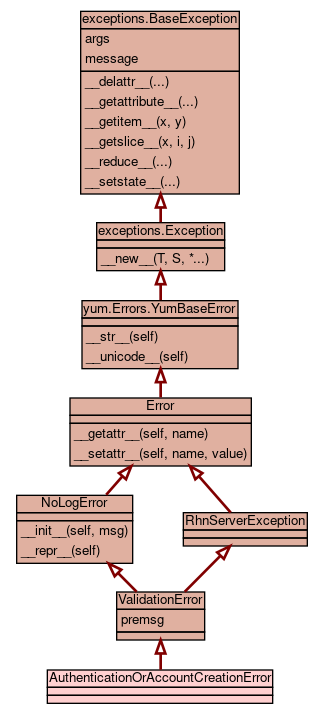 exceptions.BaseException
args
message
__delattr__(...)
__getattribute__(...)
__getitem__(x, y)
__getslice__(x, i, j)
__reduce__(...)
__setstate__(...)
exceptions.Exception
__new__(T, S, *...)
yum.Errors.YumBaseError
__str__(self)
__unicode__(self)
Error
__getattr__(self, name)
__setattr__(self, name, value)
NoLogError
__init__(self, msg)
__repr__(self)
RhnServerException
ValidationError
premsg
AuthenticationOrAccountCreationError